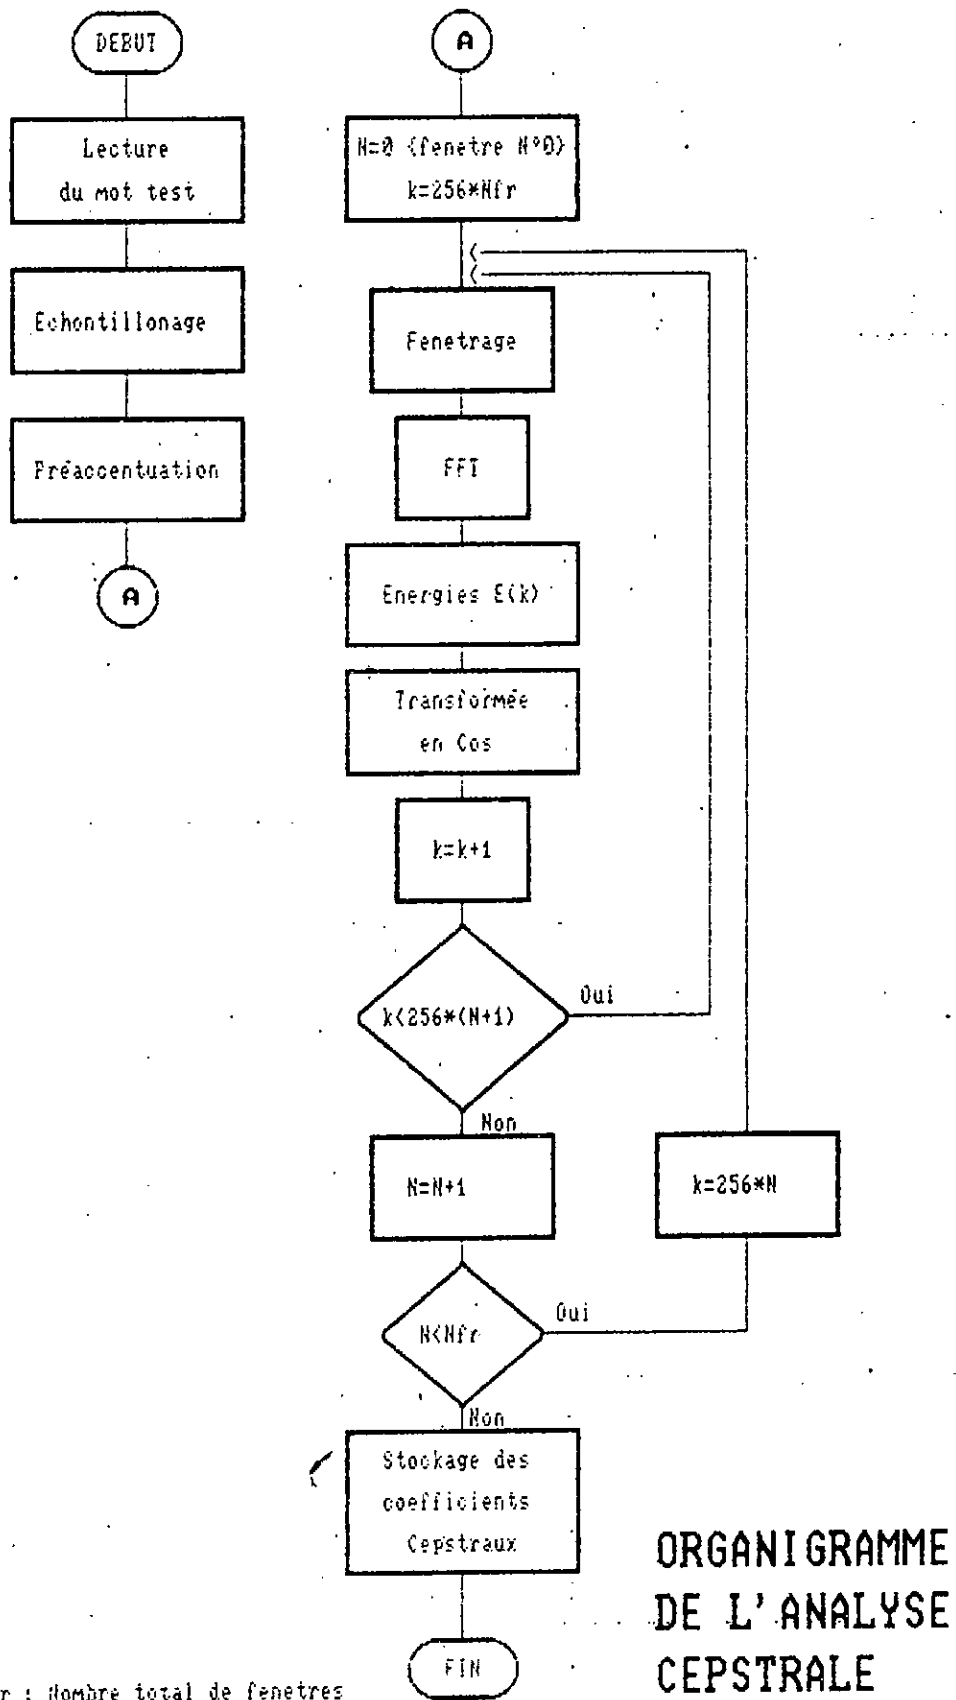 DEBUT
Lecture
du mot test
Echontillonage
Préaccentuation
A
A
N=0 (fenetre N°0)
k=256*Nfr
Fenetrage
FFT
Energies E(k)
Transformée
en Cos
k=k+1
k<256*(N+1)
Oui
Non
N=N+1
k=256*N
N<Nfr
Oui
Non
Stockage des
coefficients
Cepstraux
FIN
r : Nombre total de fenetres
ORGANIGRAMME
DE L'ANALYSE
CEPSTRALE